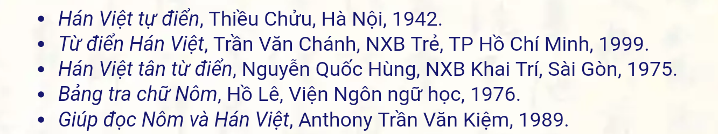 Hán Việt tự điển, Thiều Chửu, Hà Nội, 1942.
Từ điển Hán Việt, Trần Văn Chánh, NXB Trẻ, TP Hồ Chí Minh, 1999.
Hán Việt tân từ điển, Nguyễn Quốc Hùng, NXB Khai Trí, Sài Gòn, 1975.
Bảng tra chữ Nôm, Hồ Lê, Viện Ngôn ngữ học, 1976.
Giúp đọc Nôm và Hán Việt, Anthony Trần Văn Kiệm, 1989.